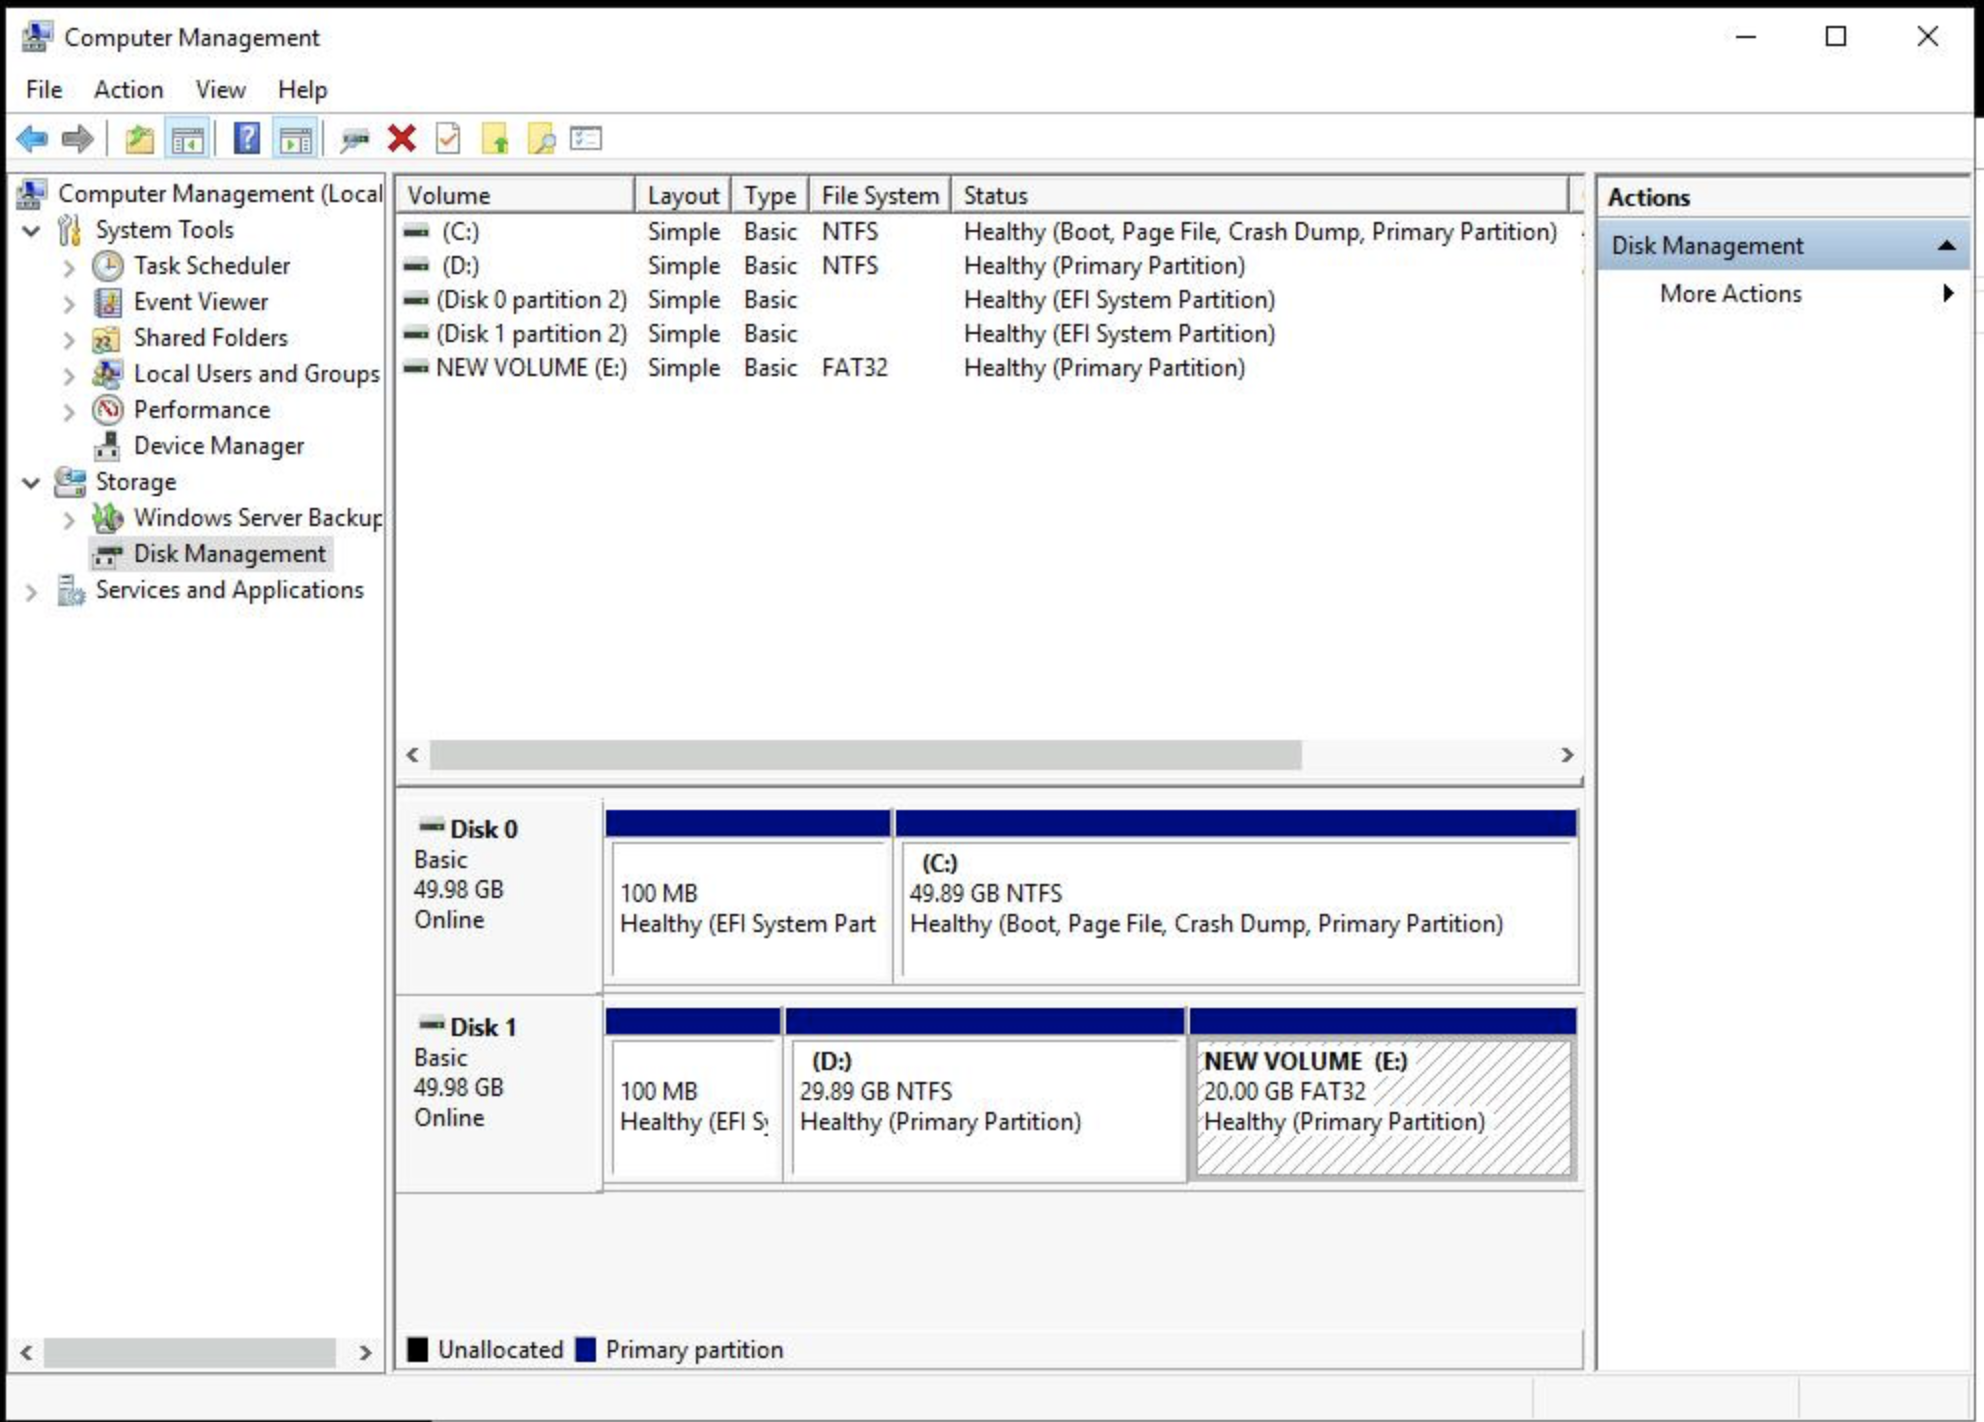 Computer Management
File Action View Help
Computer Management (Local
System Tools
Task Scheduler
Event Viewer
Shared Folders
Local Users and Groups
Performance
Device Manager
Storage
Windows Server Backup
Disk Management
Services and Applications
Volume Layout Type File System Status
(C:) Simple Basic NTFS Healthy (Boot, Page File, Crash Dump, Primary Partition)
(D:) Simple Basic NTFS Healthy (Primary Partition)
(Disk 0 partition 2) Simple Basic Healthy (EFI System Partition)
(Disk 1 partition 2) Simple Basic Healthy (EFI System Partition)
NEW VOLUME (E:) Simple Basic FAT32 Healthy (Primary Partition)
Disk 0
Basic
49.98 GB
Online
100 MB
Healthy (EFI System Part
(C:)
49.89 GB NTFS
Healthy (Boot, Page File, Crash Dump, Primary Partition)
Disk 1
Basic
49.98 GB
Online
100 MB
Healthy (EFI Sy
(D:)
29.89 GB NTFS
Healthy (Primary Partition)
NEW VOLUME (E:)
20.00 GB FAT32
Healthy (Primary Partition)
Unallocated Primary partition
Actions
Disk Management
More Actions